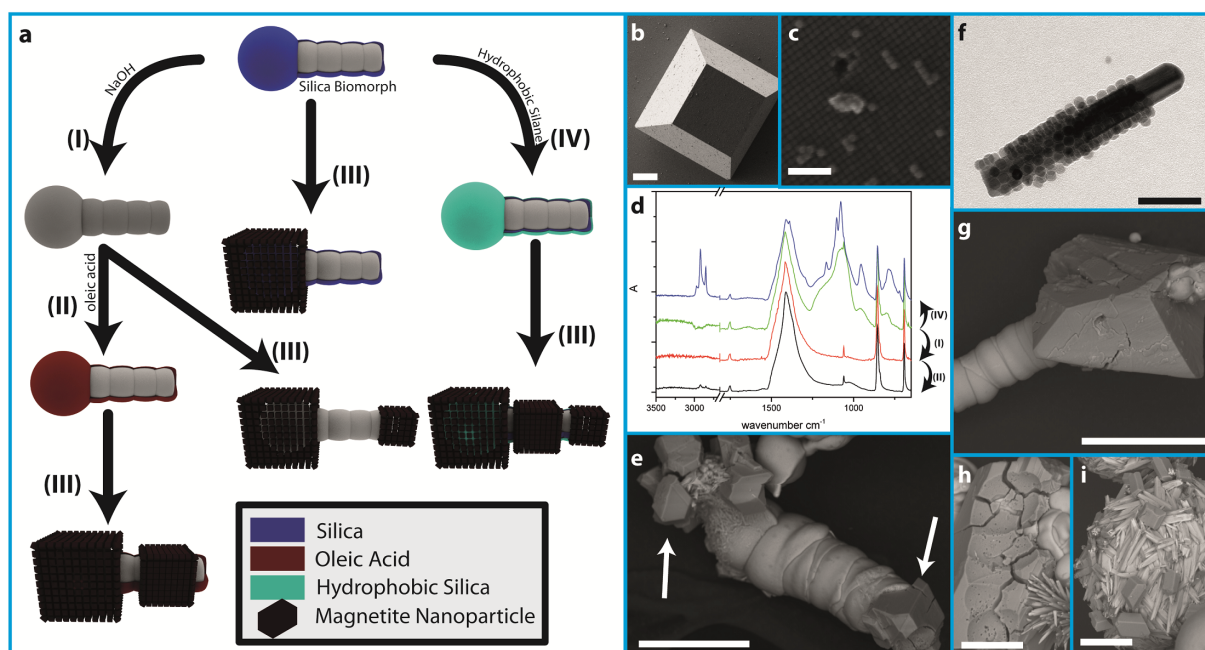 a
NaOH
Silica Biomorph
Hydrophobic Silane
(I)
(III)
(IV)
oleic acid
(II)
(III)
(III)
(III)
Silica
Oleic Acid
Hydrophobic Silica
Magnetite Nanoparticle
b
c
d
A
(IV)
(I)
(II)
3500
3000
1500
1000
wavenumber cm⁻¹
e
f
g
h
i